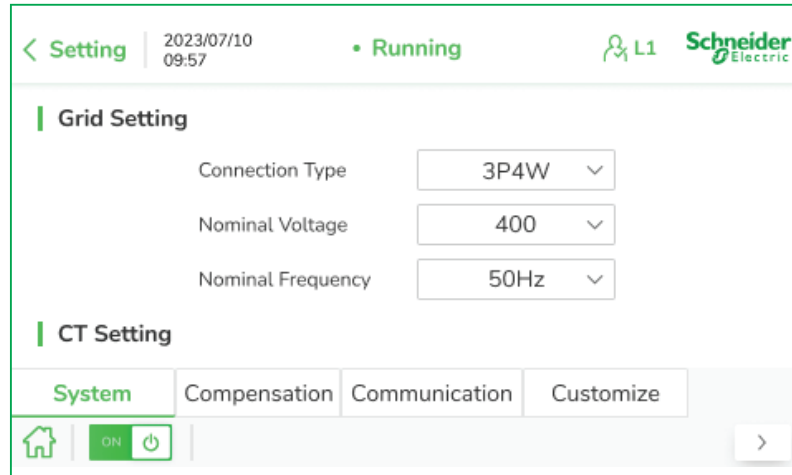 Setting 2023/07/10 09:57 • Running L1 Schneider Electric
Grid Setting
Connection Type 3P4W
Nominal Voltage 400
Nominal Frequency 50Hz
CT Setting
System Compensation Communication Customize
ON